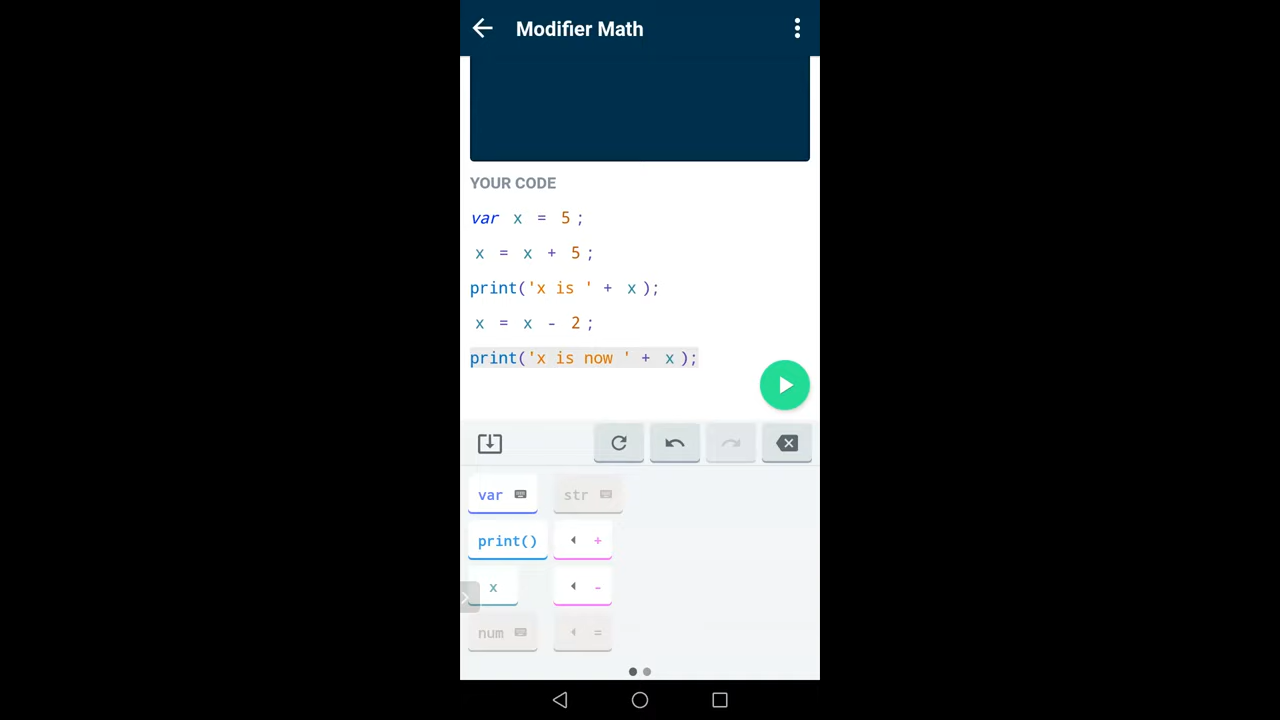 Modifier Math
YOUR CODE
var x = 5 ;
x = x + 5 ;
print('x is ' + x );
x = x - 2 ;
print('x is now ' + x );
var str
print() +
x -
num =